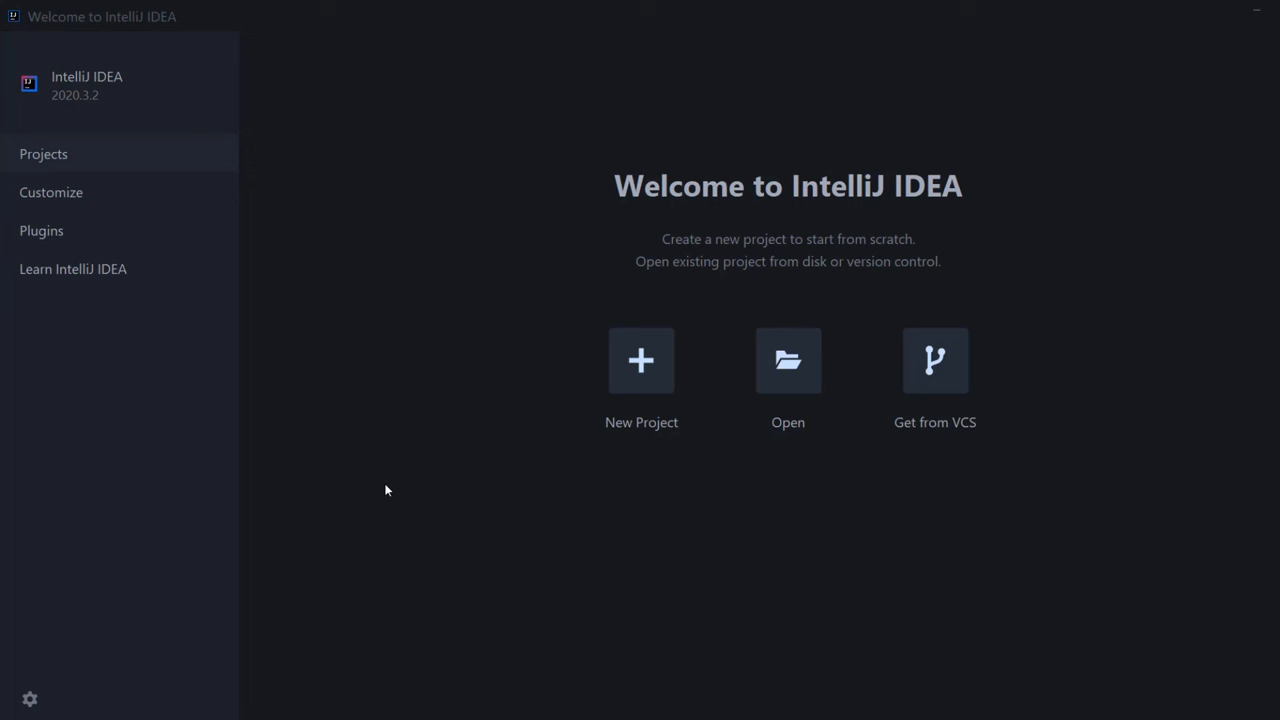 Welcome to IntelliJ IDEA
IntelliJ IDEA
2020.3.2
Projects
Customize
Plugins
Learn IntelliJ IDEA
Welcome to IntelliJ IDEA
Create a new project to start from scratch.
Open existing project from disk or version control.
New Project
Open
Get from VCS